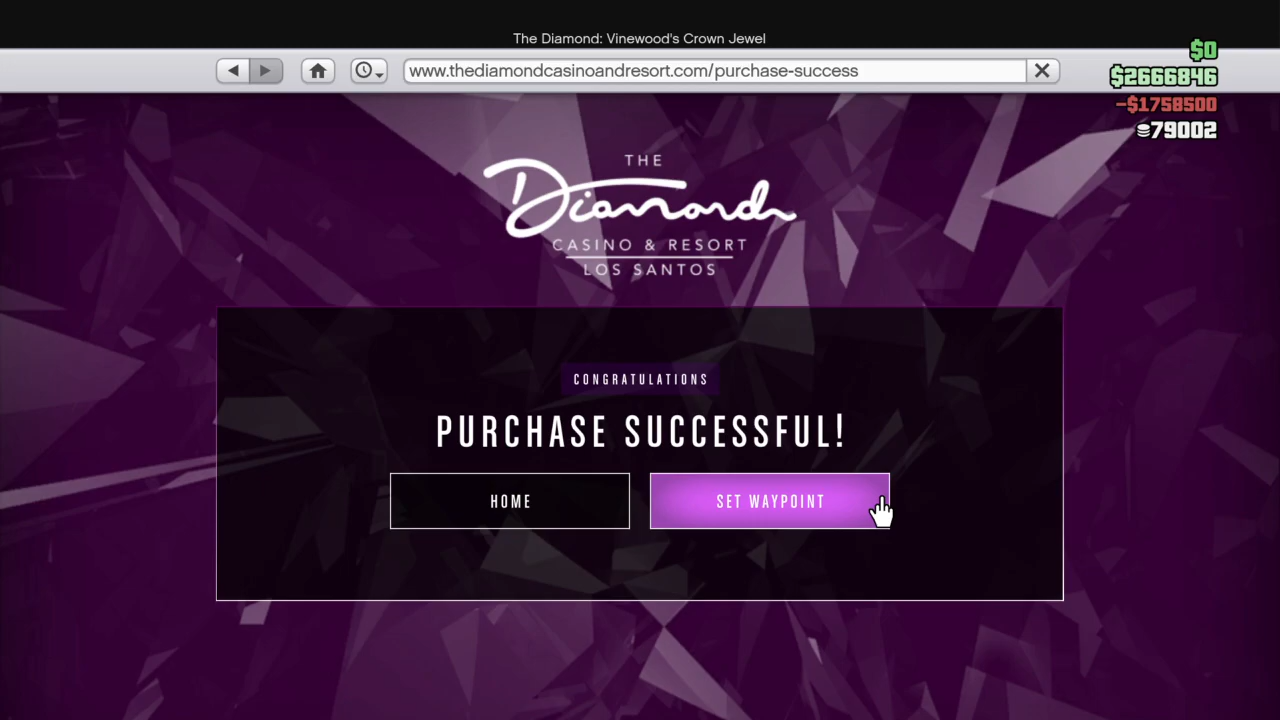 The Diamond: Vinewood's Crown Jewel
www.thediamondcasinoandresort.com/purchase-success
$0
$2666846
-$1758500
79002
THE
Diamond
CASINO & RESORT
LOS SANTOS
CONGRATULATIONS
PURCHASE SUCCESSFUL!
HOME
SET WAYPOINT